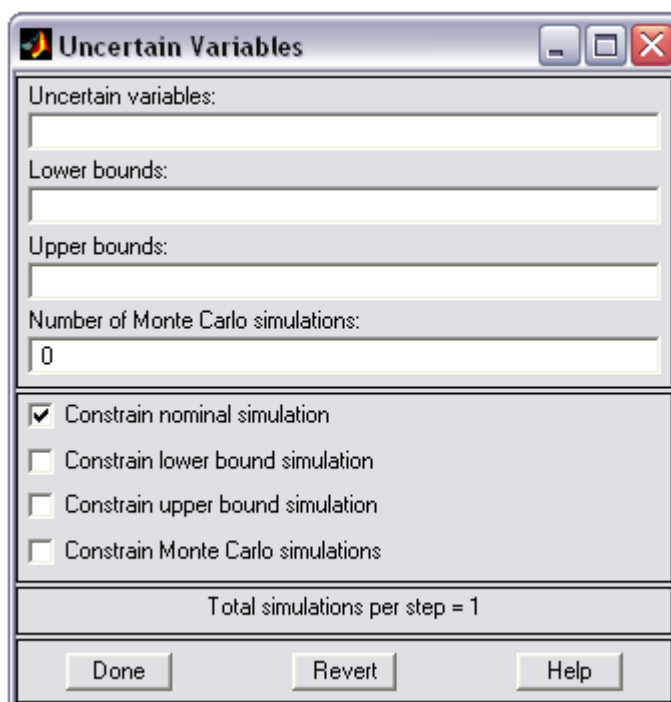 Uncertain Variables
Uncertain variables:
Lower bounds:
Upper bounds:
Number of Monte Carlo simulations:
0
Constrain nominal simulation
Constrain lower bound simulation
Constrain upper bound simulation
Constrain Monte Carlo simulations
Total simulations per step = 1
Done Revert Help